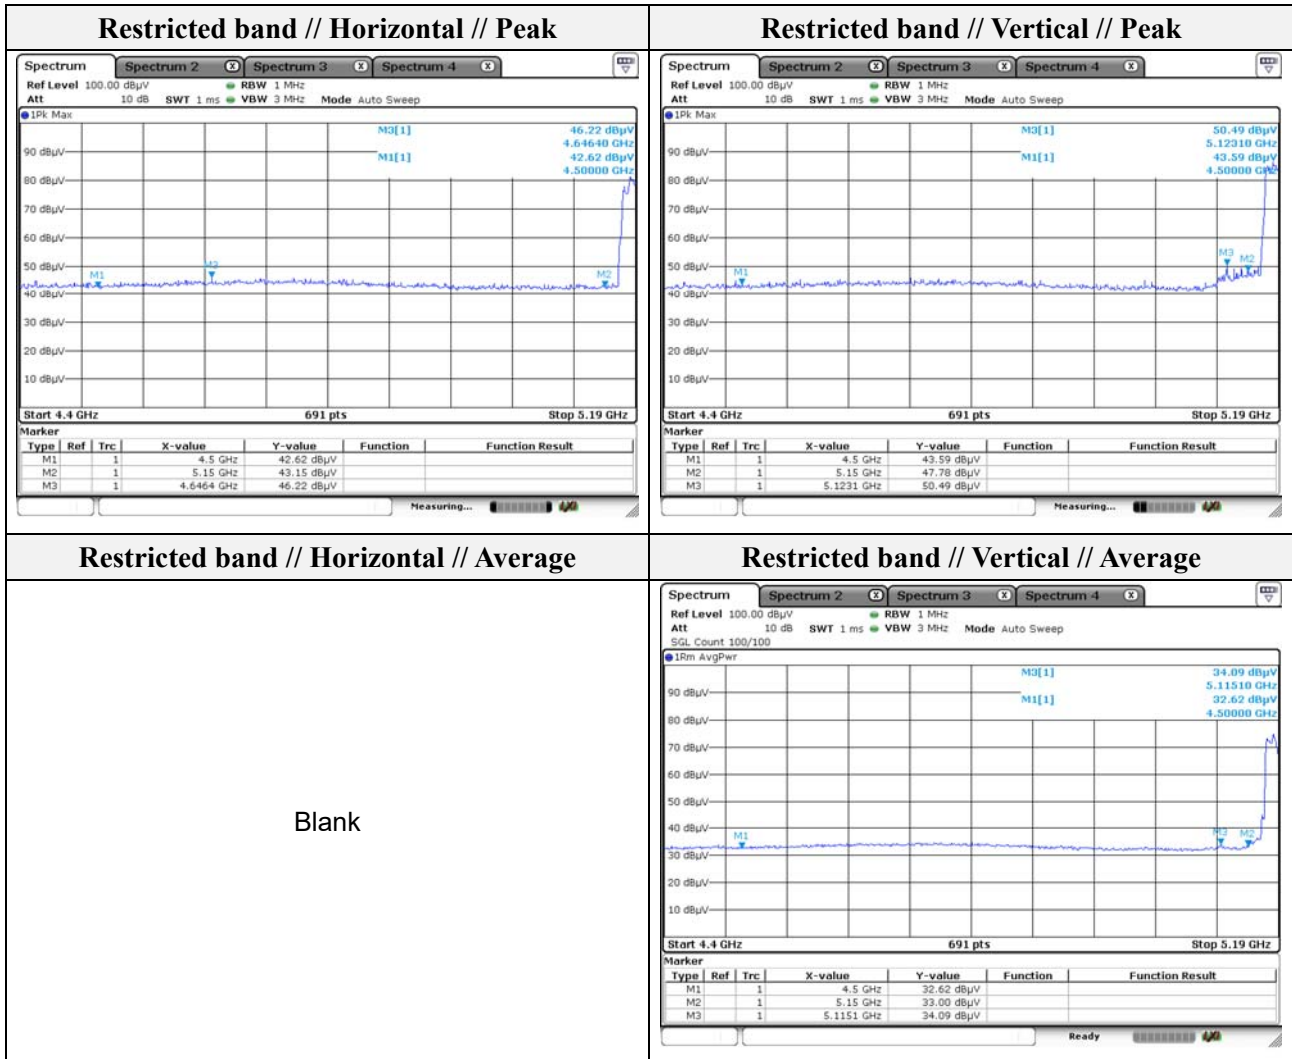 Restricted band // Horizontal // Peak
Spectrum Spectrum 2 X Spectrum 3 X Spectrum 4 X
Ref Level 100.00 dBµV RBW 1 MHz
Att 10 dB SWT 1 ms VBW 3 MHz Mode Auto Sweep
1Pk Max
M3[1] 46.22 dBµV
4.64640 GHz
90 dBµV
M1[1] 42.62 dBµV
4.50000 GHz
80 dBµV
70 dBµV
60 dBµV
50 dBµV
M1 M3 M2
40 dBµV
30 dBµV
20 dBµV
10 dBµV
Start 4.4 GHz 691 pts Stop 5.19 GHz
Marker
Type Ref Trc X-value Y-value Function Function Result
M1 1 4.5 GHz 42.62 dBµV
M2 1 5.15 GHz 43.15 dBµV
M3 1 4.6464 GHz 46.22 dBµV
Measuring...
Restricted band // Vertical // Peak
Spectrum Spectrum 2 X Spectrum 3 X Spectrum 4 X
Ref Level 100.00 dBµV RBW 1 MHz
Att 10 dB SWT 1 ms VBW 3 MHz Mode Auto Sweep
1Pk Max
M3[1] 50.49 dBµV
5.12310 GHz
90 dBµV
M1[1] 43.59 dBµV
4.50000 GHz
80 dBµV
70 dBµV
60 dBµV
50 dBµV
M1 M3 M2
40 dBµV
30 dBµV
20 dBµV
10 dBµV
Start 4.4 GHz 691 pts Stop 5.19 GHz
Marker
Type Ref Trc X-value Y-value Function Function Result
M1 1 4.5 GHz 43.59 dBµV
M2 1 5.15 GHz 47.78 dBµV
M3 1 5.1231 GHz 50.49 dBµV
Measuring...
Restricted band // Horizontal // Average
Blank
Restricted band // Vertical // Average
Spectrum Spectrum 2 X Spectrum 3 X Spectrum 4 X
Ref Level 100.00 dBµV RBW 1 MHz
Att 10 dB SWT 1 ms VBW 3 MHz Mode Auto Sweep
SGL Count 100/100
1Rm AvgPwr
M3[1] 34.09 dBµV
5.11510 GHz
90 dBµV
M1[1] 32.62 dBµV
4.50000 GHz
80 dBµV
70 dBµV
60 dBµV
50 dBµV
40 dBµV
M1 M3 M2
30 dBµV
20 dBµV
10 dBµV
Start 4.4 GHz 691 pts Stop 5.19 GHz
Marker
Type Ref Trc X-value Y-value Function Function Result
M1 1 4.5 GHz 32.62 dBµV
M2 1 5.15 GHz 33.00 dBµV
M3 1 5.1151 GHz 34.09 dBµV
Ready